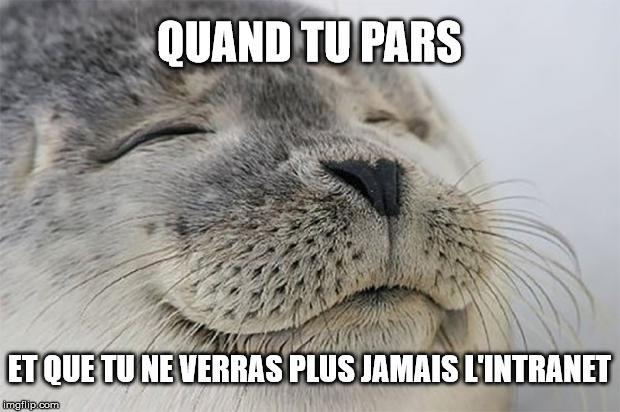 QUAND TU PARS
ET QUE TU NE VERRAS PLUS JAMAIS L'INTRANET
imgflip.com